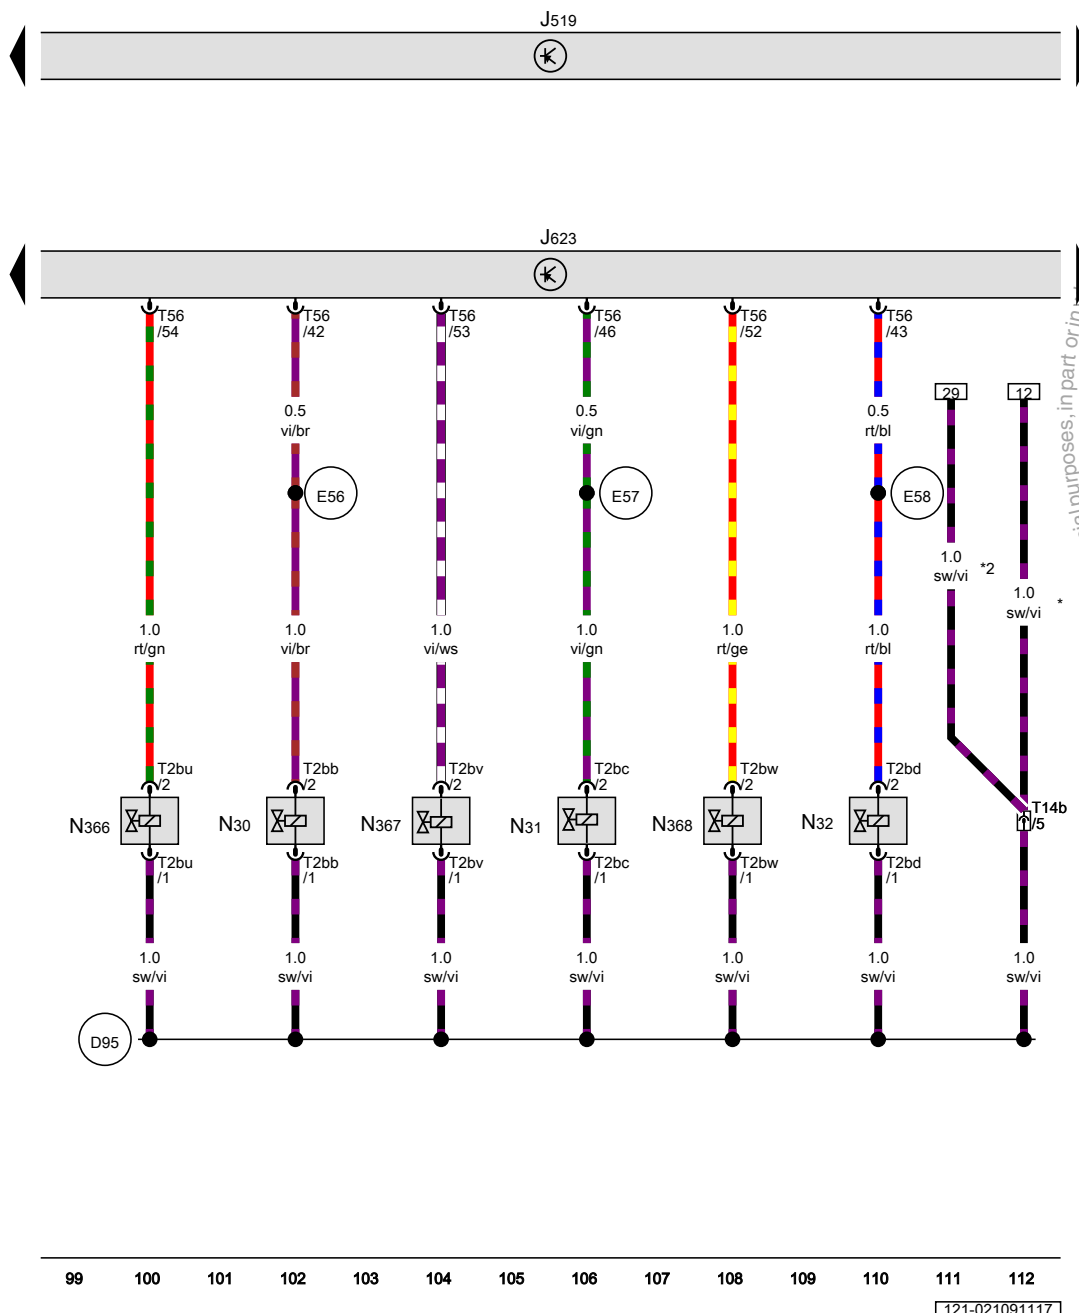 J519
J623
T56 T56 T56 T56 T56 T56
/54 /42 /53 /46 /52 /43
29 12
0.5 0.5 0.5
vi/br vi/gn rt/bl
E56 E57 E58
1.0
sw/vi *2
1.0
sw/vi *
1.0 1.0 1.0 1.0 1.0 1.0
rt/gn vi/br vi/ws vi/gn rt/ge rt/bl
T2bu T2bb T2bv T2bc T2bw T2bd
/2 /2 /2 /2 /2 /2
T14b
/5
N366 N30 N367 N31 N368 N32
T2bu T2bb T2bv T2bc T2bw T2bd
/1 /1 /1 /1 /1 /1
1.0 1.0 1.0 1.0 1.0 1.0 1.0
sw/vi sw/vi sw/vi sw/vi sw/vi sw/vi sw/vi
D95
99 100 101 102 103 104 105 106 107 108 109 110 111 112
121-021091117
purposes, in part or in